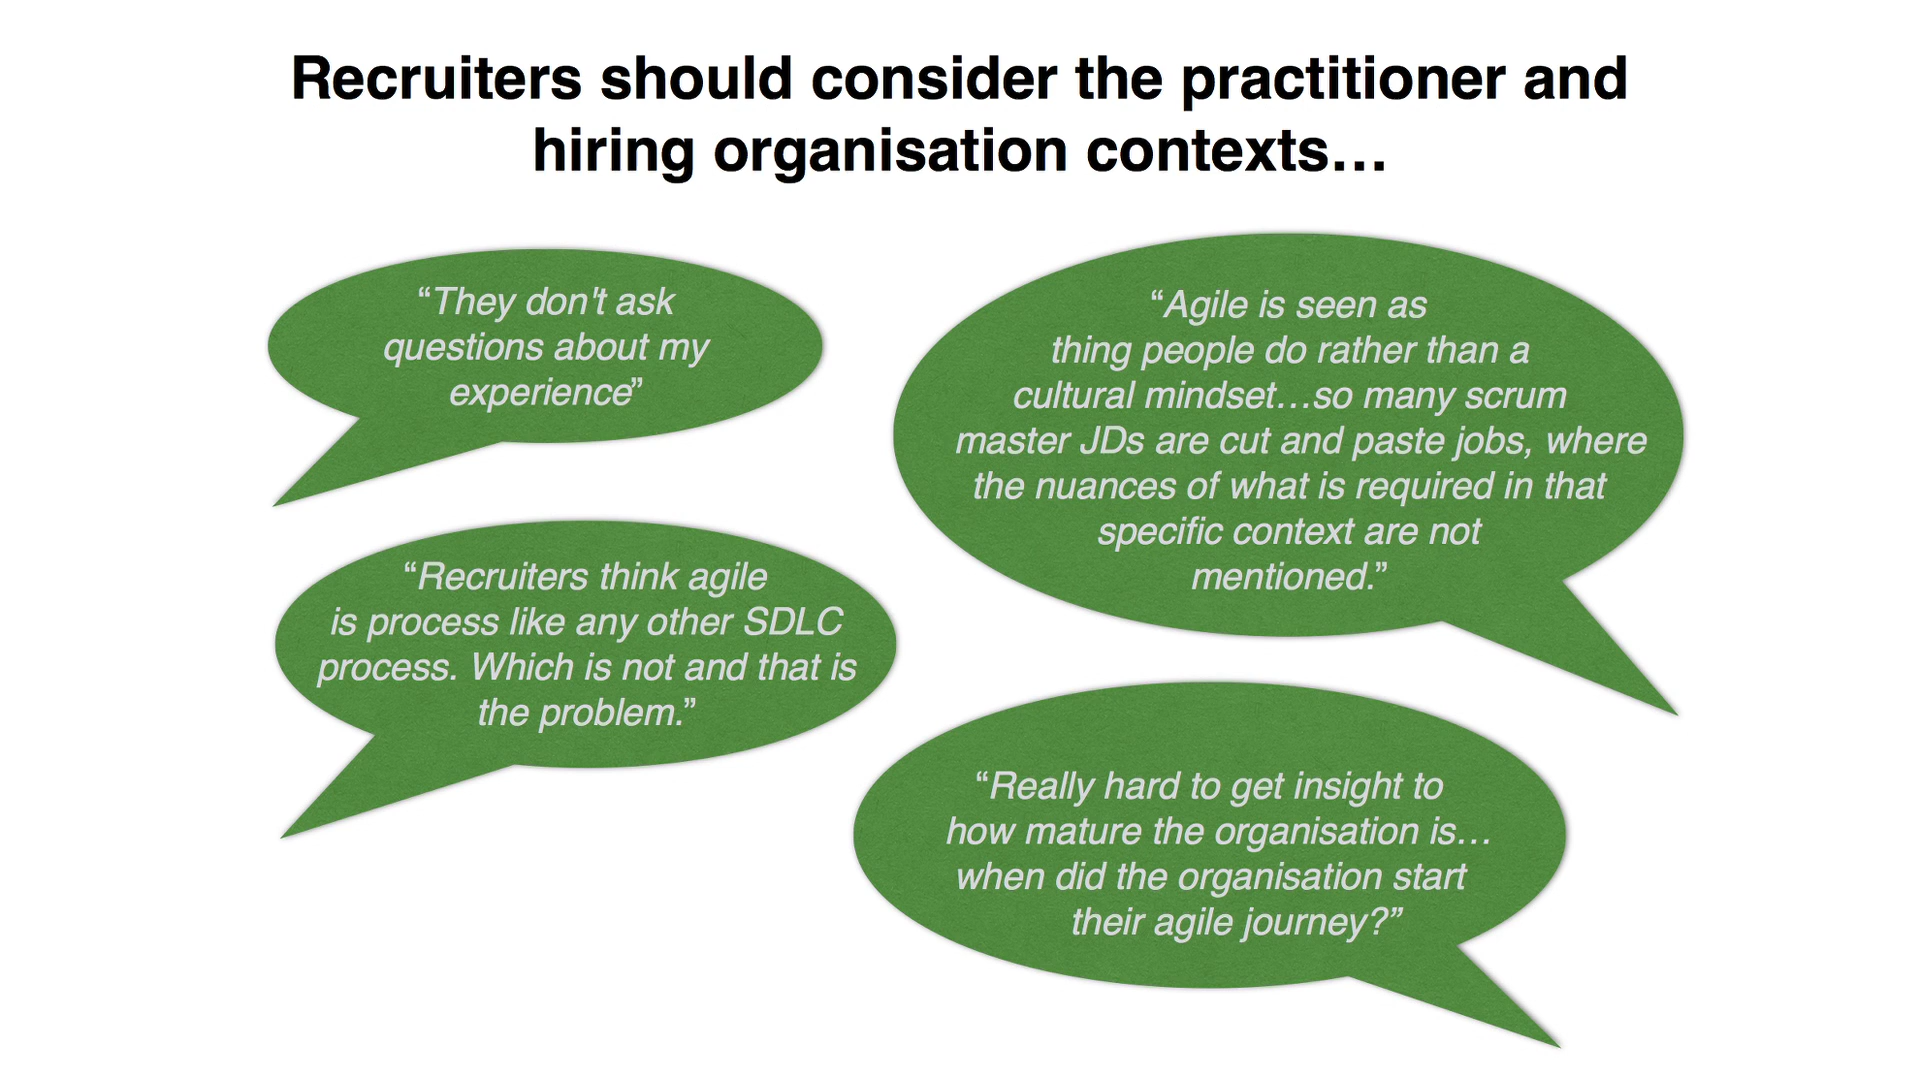 Recruiters should consider the practitioner and
hiring organisation contexts…
“They don't ask
questions about my
experience”
“Agile is seen as
thing people do rather than a
cultural mindset…so many scrum
master JDs are cut and paste jobs, where
the nuances of what is required in that
specific context are not
mentioned.”
“Recruiters think agile
is process like any other SDLC
process. Which is not and that is
the problem.”
“Really hard to get insight to
how mature the organisation is…
when did the organisation start
their agile journey?”